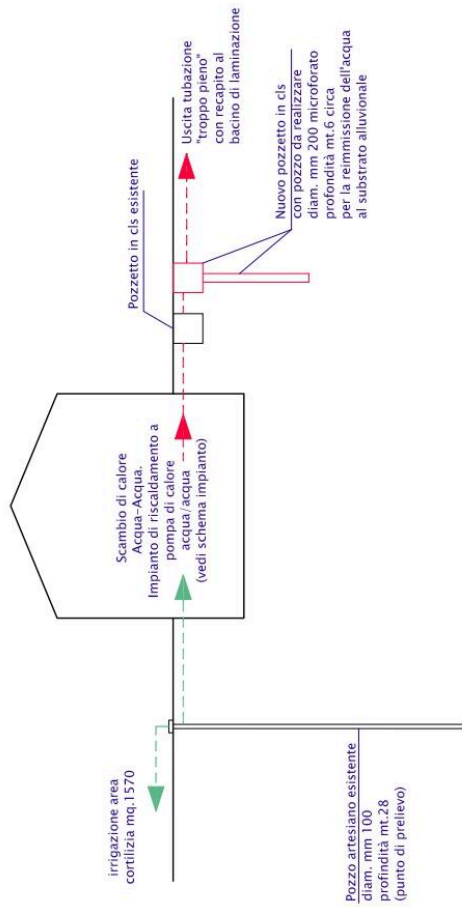 irrigazione area
cortilizia mq.1570
Pozzo artesiano esistente
diam. mm 100
profindità mt.28
(punto di prelievo)
Scambio di calore
Acqua-Acqua.
Impianto di riscaldamento a
pompa di calore
acqua/acqua
(vedi schema impianto)
Pozzetto in cls esistente
Uscita tubazione
"troppo pieno"
con recapito al
bacino di laminazione
Nuovo pozzetto in cls
con pozzo da realizzare
diam. mm 200 microforato
profondità mt.6 circa
per la reimmissione dell'acqua
al substrato alluvionale